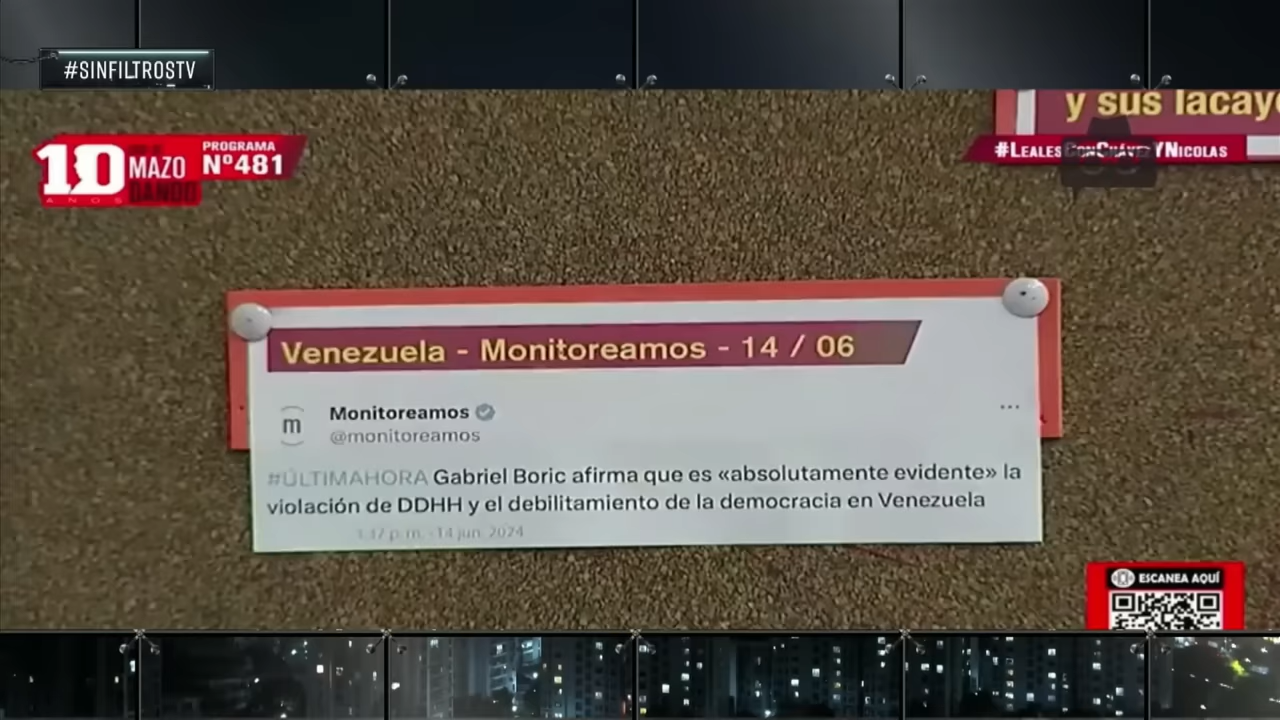 #SINFILTROSTV
y sus lacayo
10 AÑOS
MAZO
DANDO
PROGRAMA
Nº481
#LEALESCONCHÁVEZYNICOLAS
Venezuela - Monitoreamos - 14 / 06
Monitoreamos
@monitoreamos
#ÚLTIMAHORA Gabriel Boric afirma que es «absolutamente evidente» la
violación de DDHH y el debilitamiento de la democracia en Venezuela
1:17 p. m. · 14 jun. 2024
ESCANEA AQUÍ